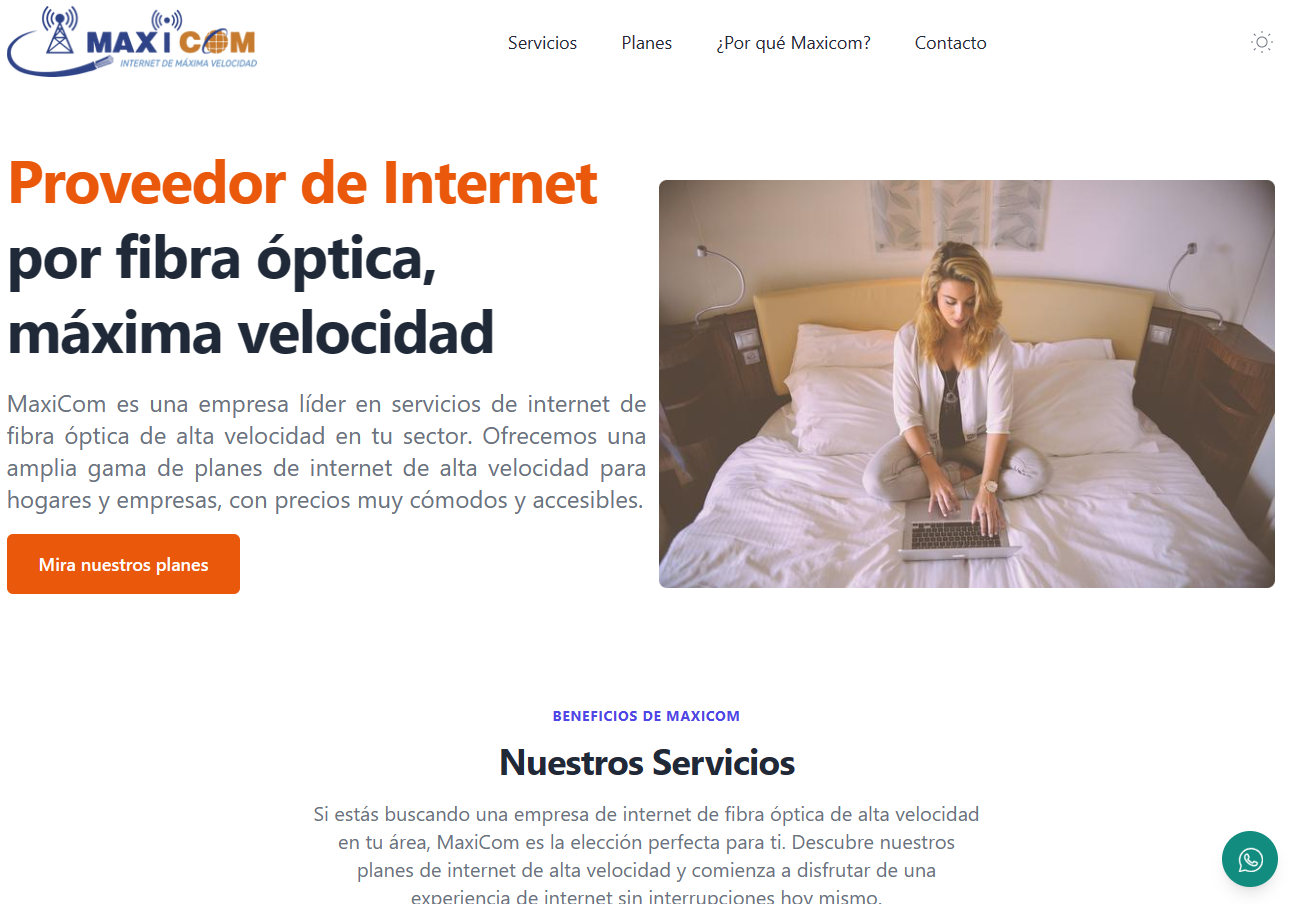 MAXICOM
INTERNET DE MÁXIMA VELOCIDAD
Servicios Planes ¿Por qué Maxicom? Contacto
Proveedor de Internet
por fibra óptica,
máxima velocidad
MaxiCom es una empresa líder en servicios de internet de
fibra óptica de alta velocidad en tu sector. Ofrecemos una
amplia gama de planes de internet de alta velocidad para
hogares y empresas, con precios muy cómodos y accesibles.
Mira nuestros planes
BENEFICIOS DE MAXICOM
Nuestros Servicios
Si estás buscando una empresa de internet de fibra óptica de alta velocidad
en tu área, MaxiCom es la elección perfecta para ti. Descubre nuestros
planes de internet de alta velocidad y comienza a disfrutar de una
experiencia de internet sin interrupciones hoy mismo.